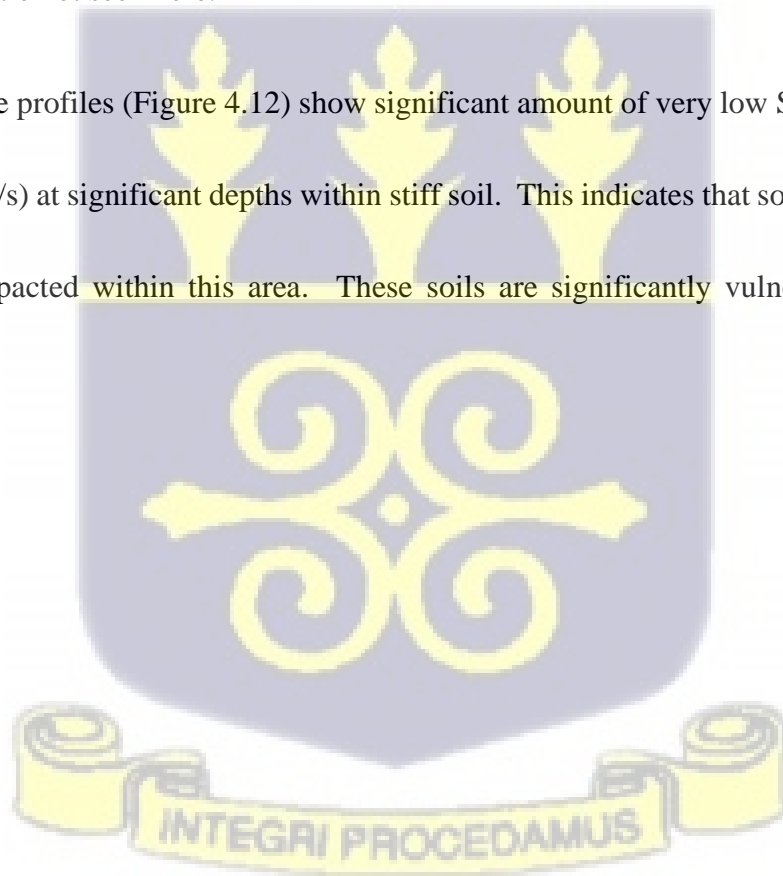 e profiles (Figure 4.12) show significant amount of very low S
/s) at significant depths within stiff soil. This indicates that so
pacted within this area. These soils are significantly vuln
INTEGRI PROCEDAMUS